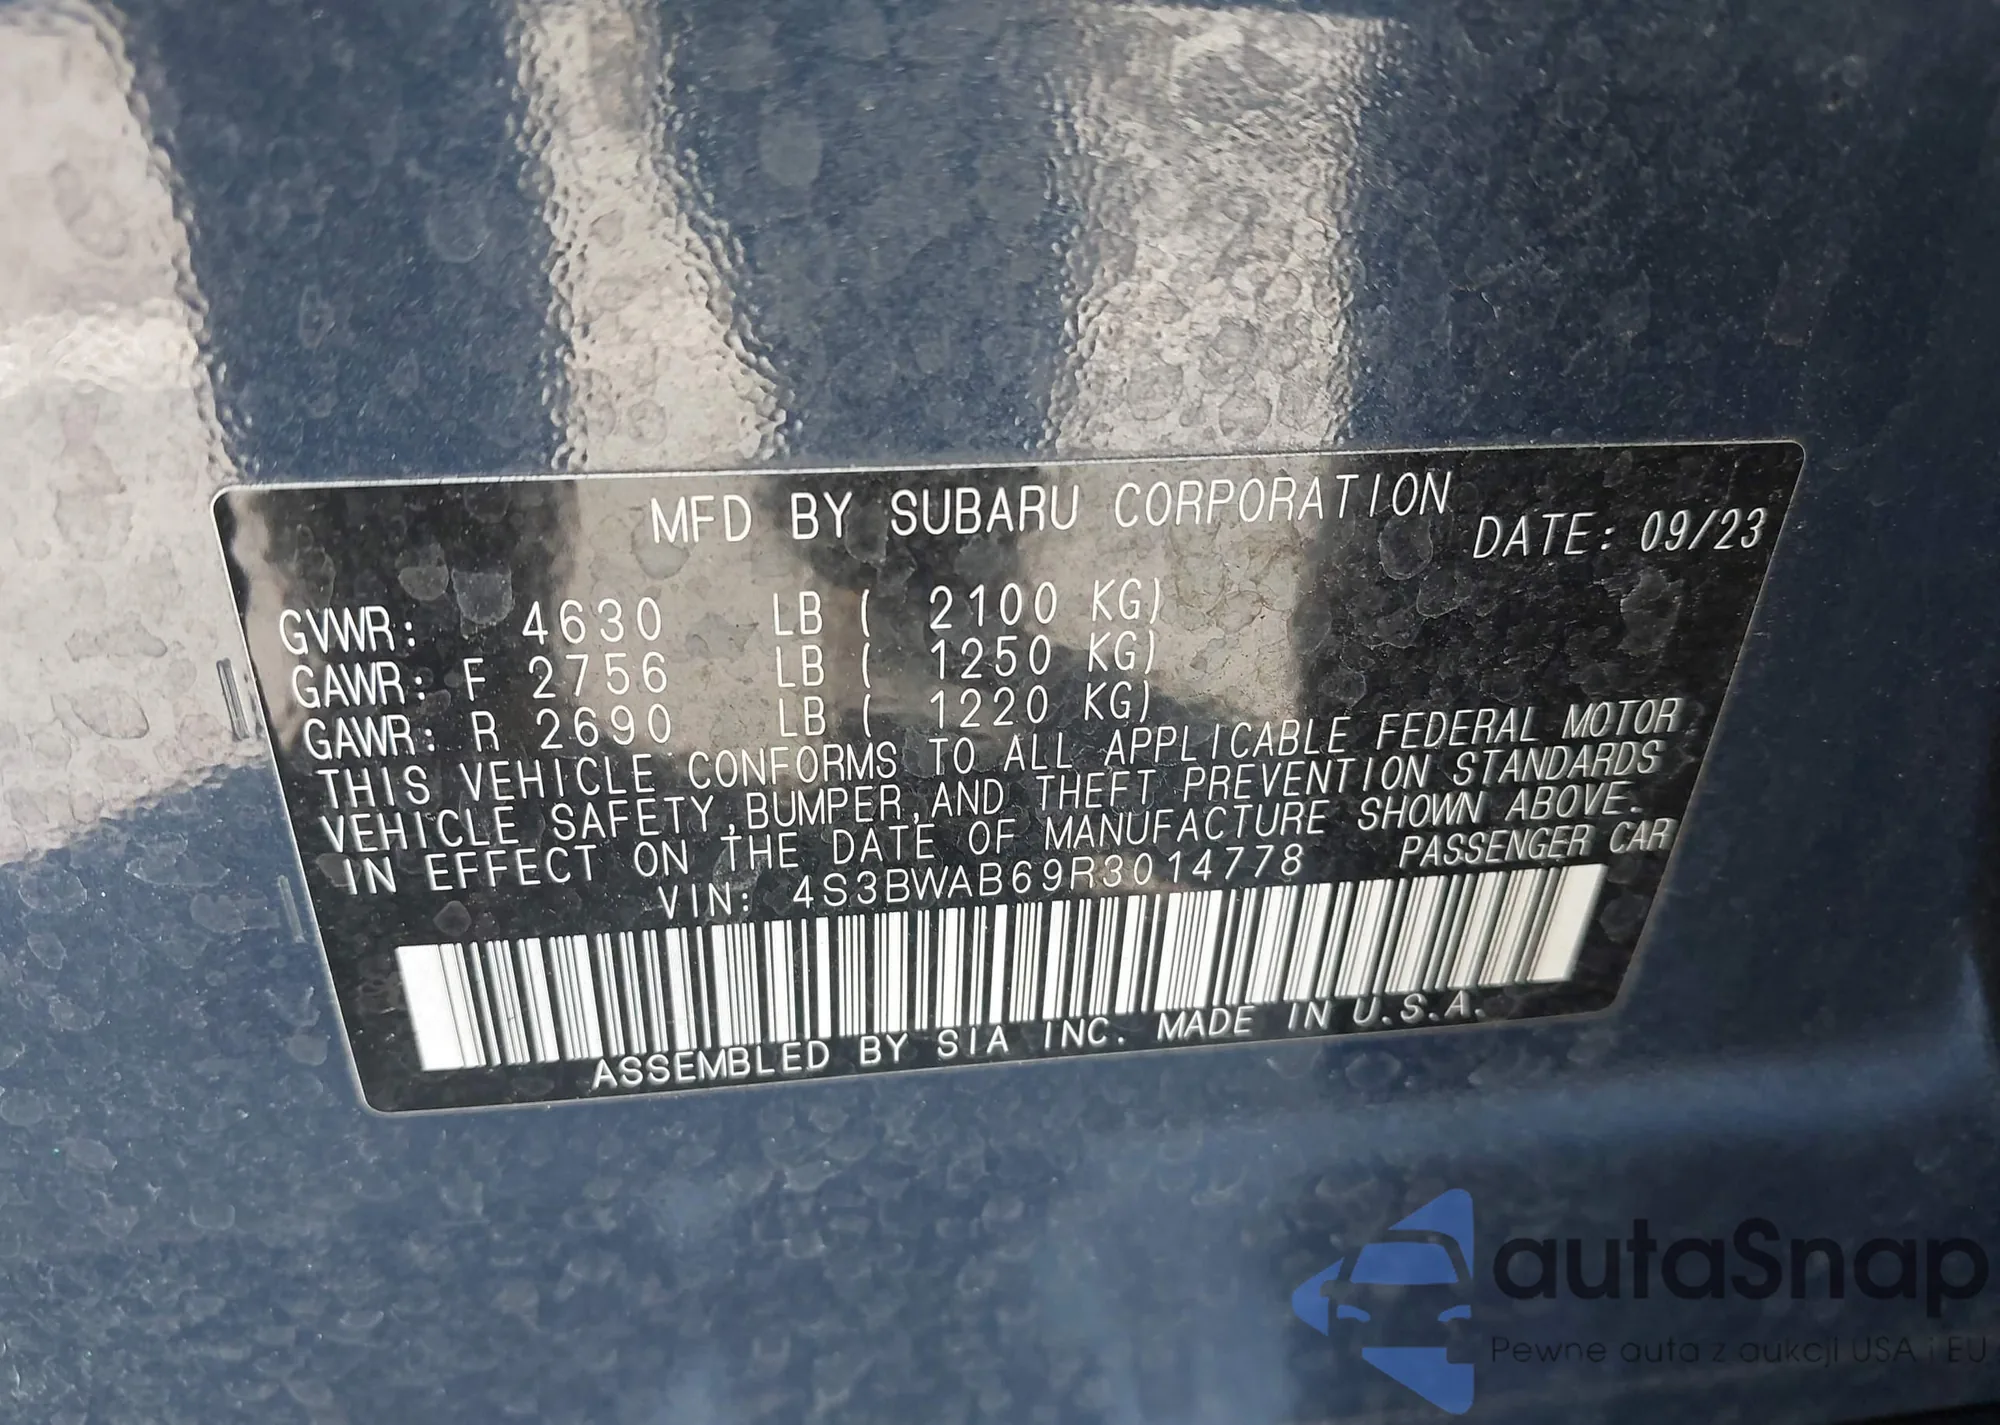 MFD BY SUBARU CORPORATION
DATE: 09/23
GVWR: 4630 LB ( 2100 KG)
GAWR: F 2756 LB ( 1250 KG)
GAWR: R 2690 LB ( 1220 KG)
THIS VEHICLE CONFORMS TO ALL APPLICABLE FEDERAL MOTOR
VEHICLE SAFETY,BUMPER,AND THEFT PREVENTION STANDARDS
IN EFFECT ON THE DATE OF MANUFACTURE SHOWN ABOVE.
VIN: 4S3BWAB69R3014778 PASSENGER CAR
ASSEMBLED BY SIA INC. MADE IN U.S.A.
autaSnap
Pewne auta z aukcji USA i EU